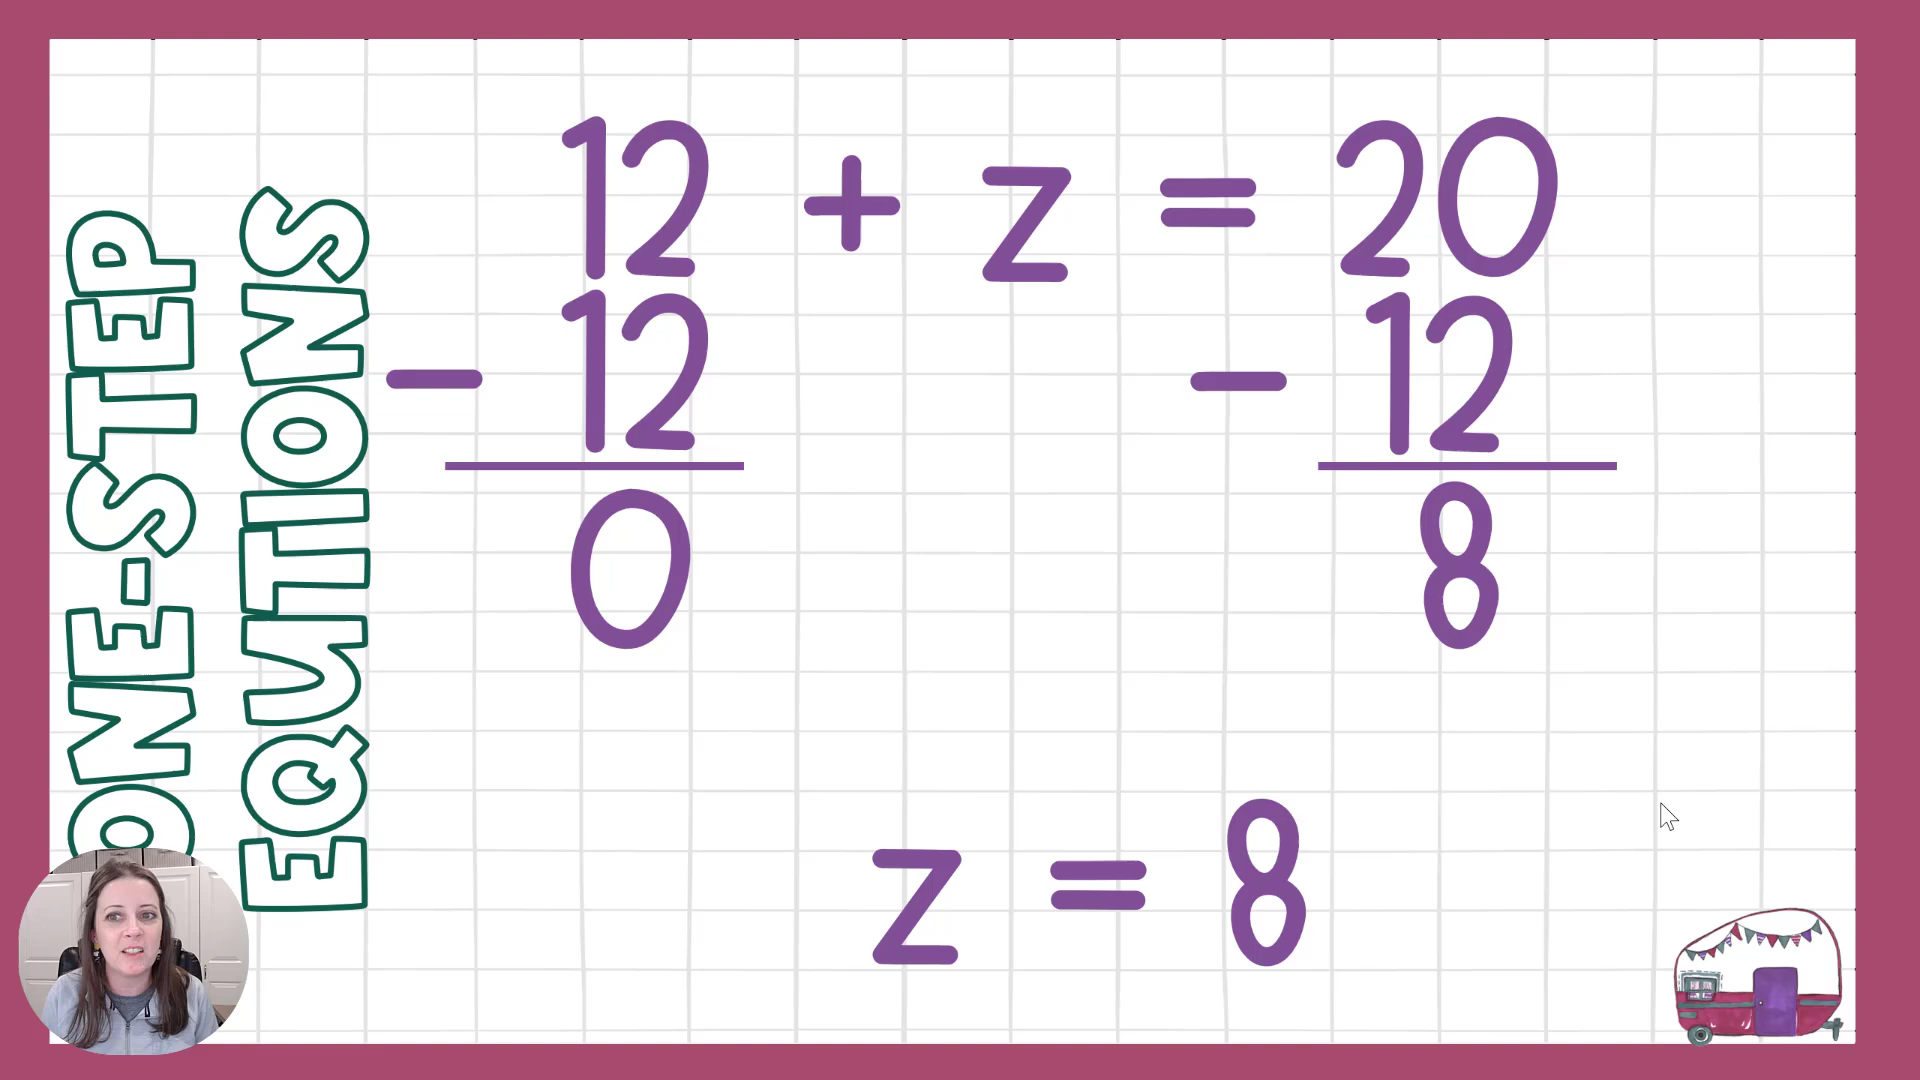 ONE-STEP
EQUATIONS
12 + z = 20
- 12 - 12
0 8
z = 8